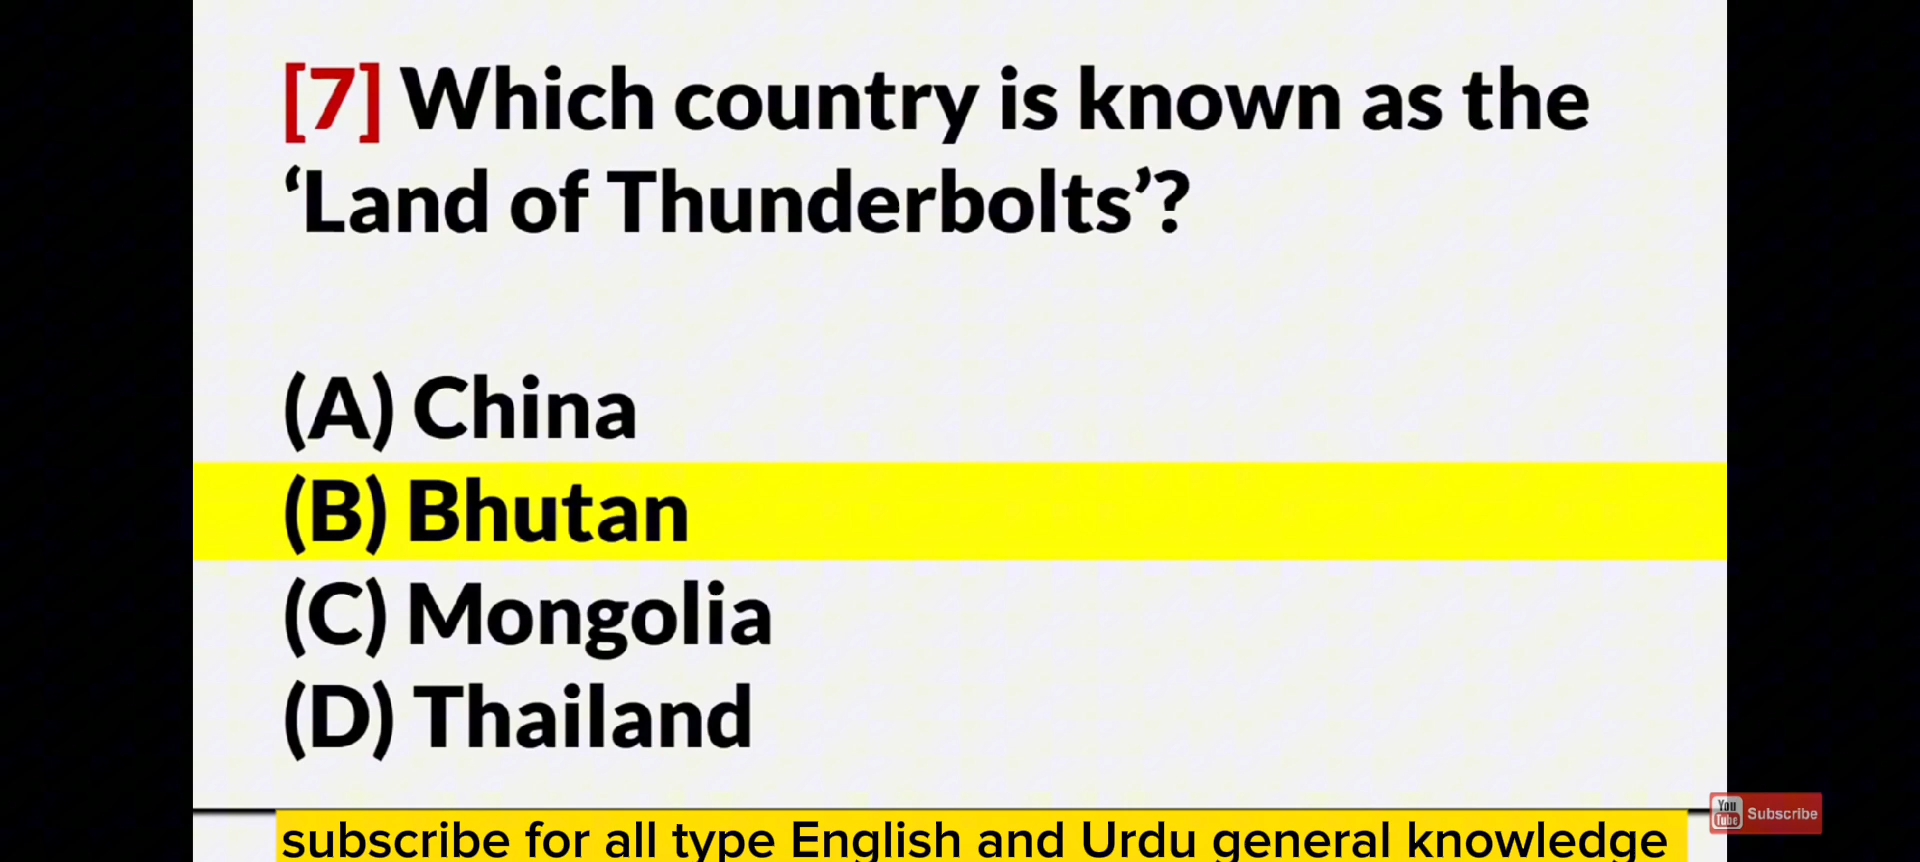 [7] Which country is known as the
‘Land of Thunderbolts’?
(A) China
(B) Bhutan
(C) Mongolia
(D) Thailand
You Tube Subscribe
subscribe for all type English and Urdu general knowledge